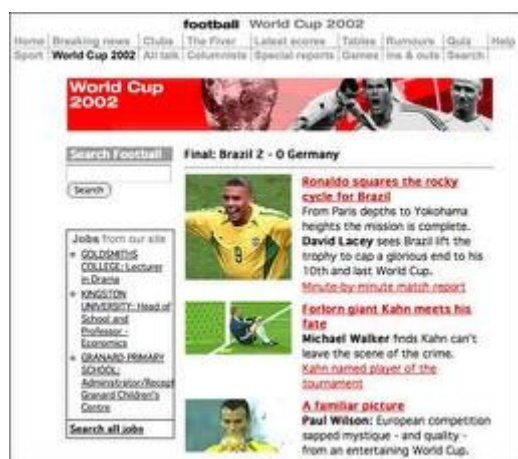 football World Cup 2002
Home Breaking news Clubs The Fiver Latest scores Tables Rumours Quiz Help
Sport World Cup 2002 All talk Columnists Special reports Games Ins & outs Search
World Cup
2002
Search Football
Search
Jobs from our site
GOLDSMITHS
COLLEGE: Lecturer
in Drama
KINGSTON
UNIVERSITY: Head of
School and
Professor -
Economics
GRANARD PRIMARY
SCHOOL:
Administrator/Recept
Granard Children's
Centre
Search all jobs
Final: Brazil 2 - 0 Germany
Ronaldo squares the rocky
cycle for Brazil
From Paris depths to Yokohama
heights the mission is complete.
David Lacey sees Brazil lift the
trophy to cap a glorious end to his
10th and last World Cup.
Minute-by-minute match report
Forlorn giant Kahn meets his
fate
Michael Walker finds Kahn can't
leave the scene of the crime.
Kahn named player of the
tournament
A familiar picture
Paul Wilson: European competition
sapped mystique - and quality -
from an entertaining World Cup.